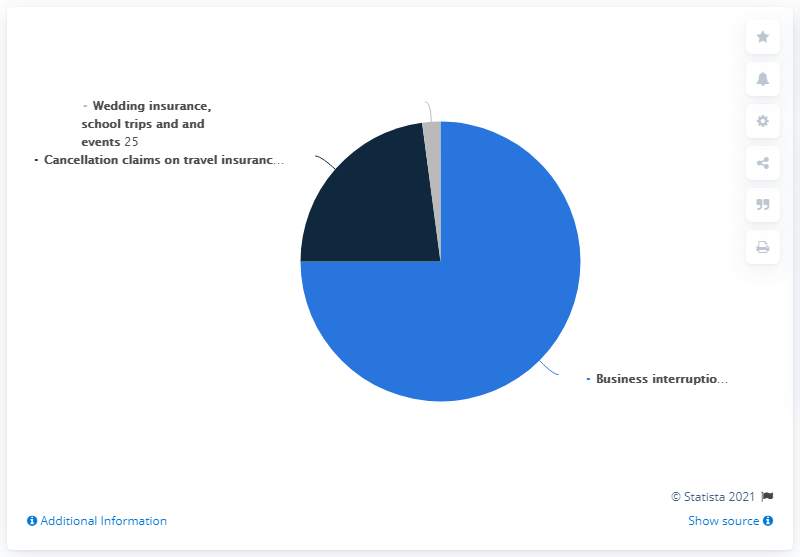 - Wedding insurance,
school trips and and
events 25
- Cancellation claims on travel insuranc...
- Business interruptio...
© Statista 2021
Additional Information
Show source